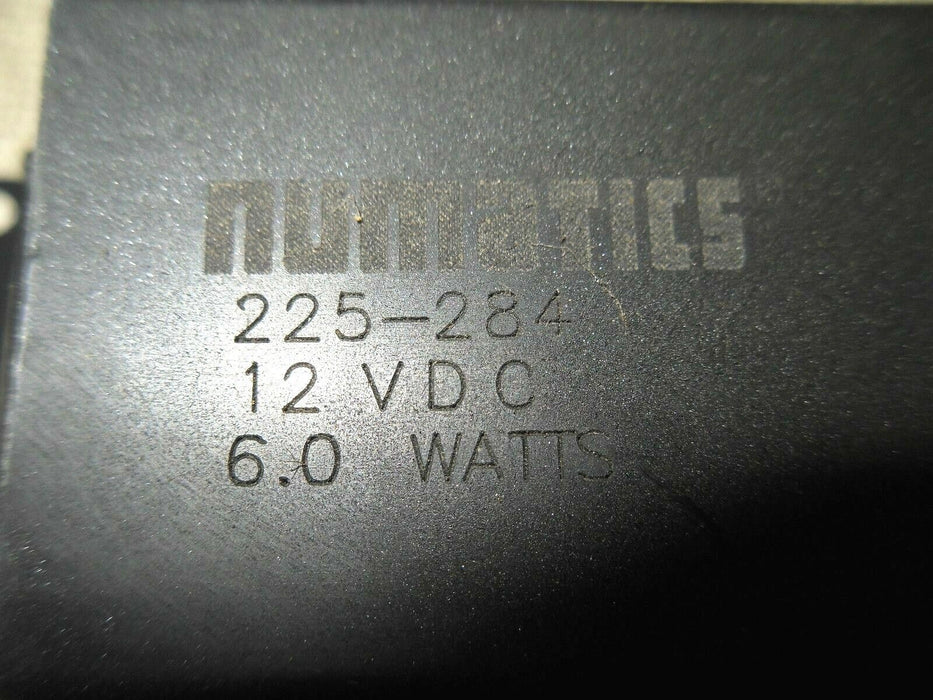 numatics
225-284
12 VDC
6.0 WATTS